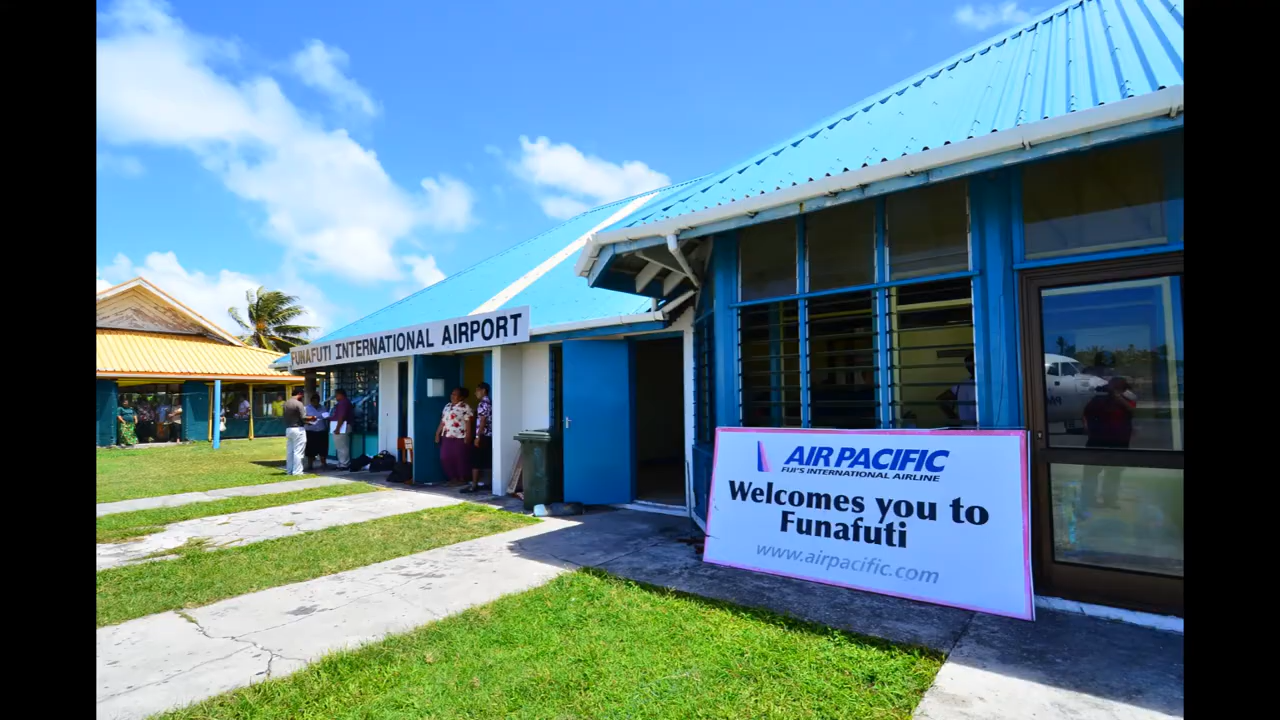 FUNAFUTI INTERNATIONAL AIRPORT
AIR PACIFIC
FIJI'S INTERNATIONAL AIRLINE
Welcomes you to
Funafuti
www.airpacific.com